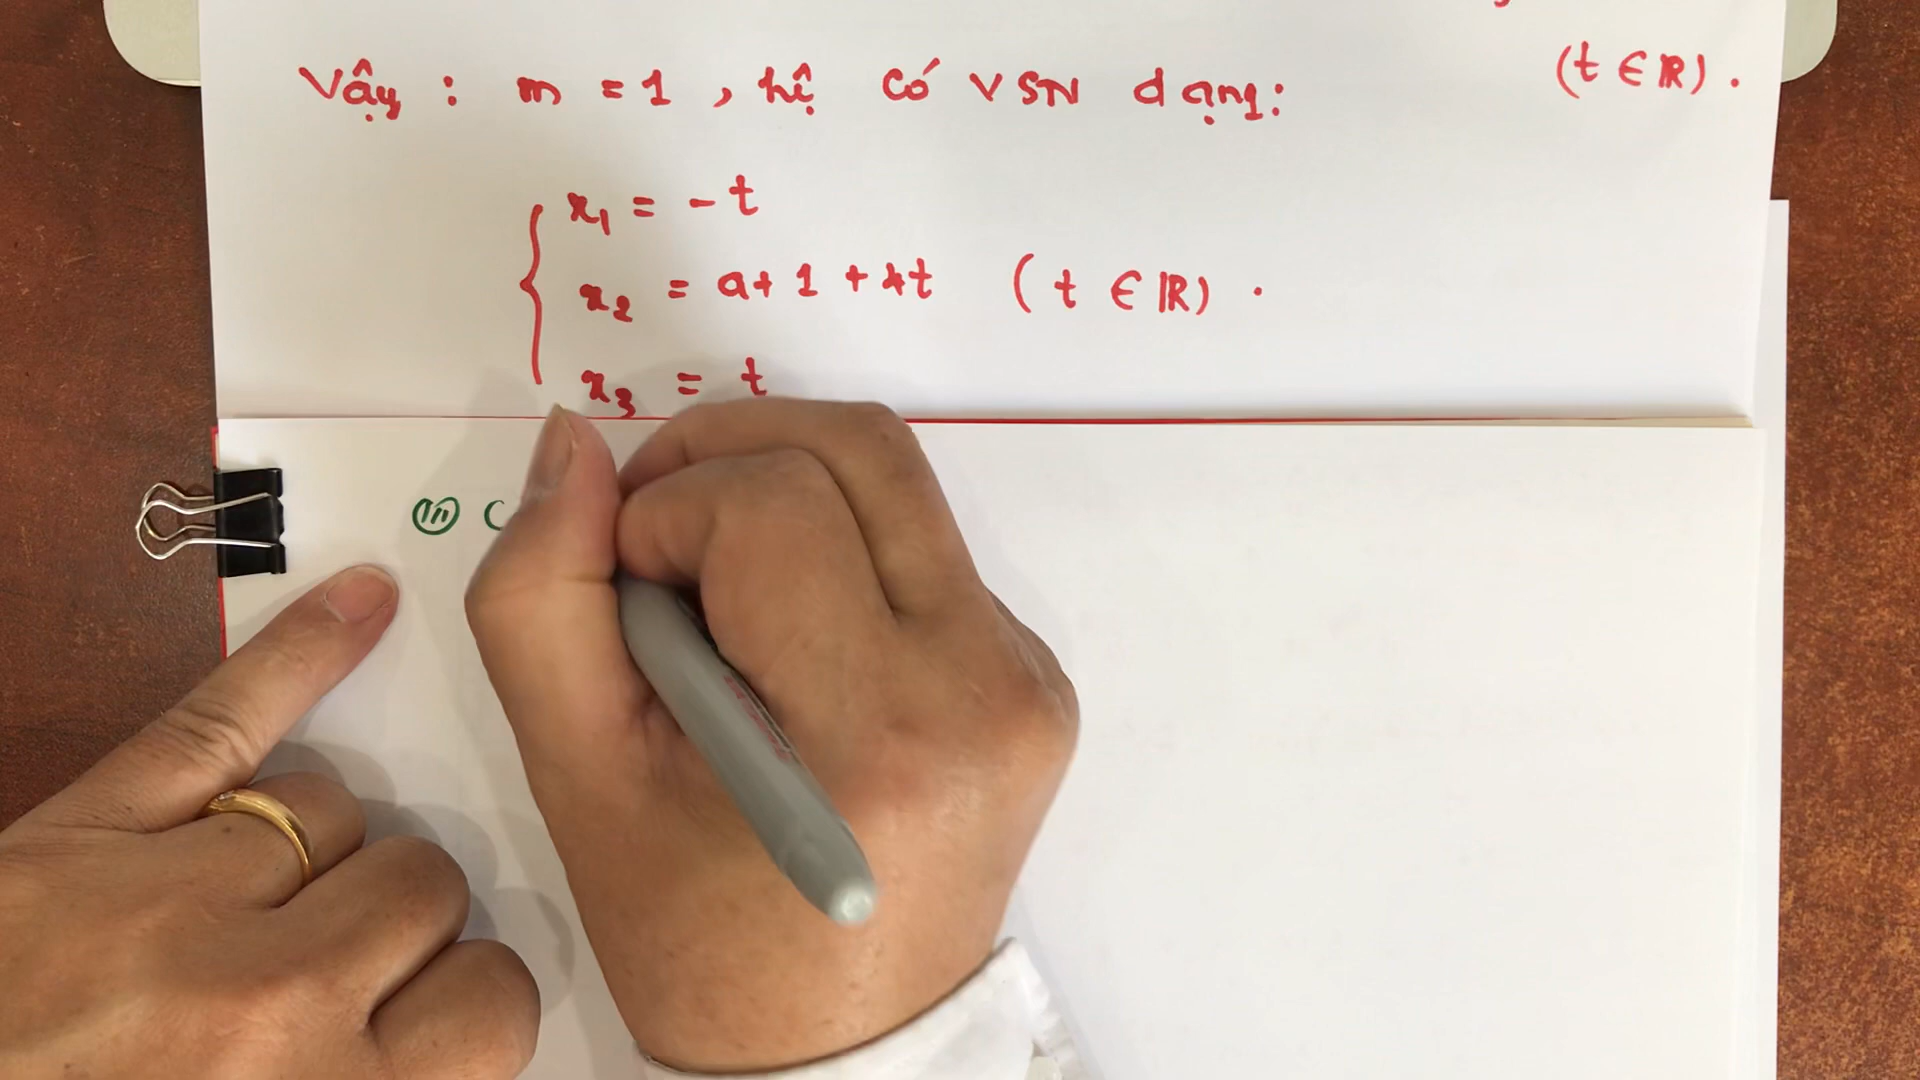 (t ∈ ℝ).
Vậy : m = 1, hệ có VSN dạng:
x₁ = - t
x₂ = a + 1 + 4t (t ∈ ℝ).
x₃ = t
(III) C